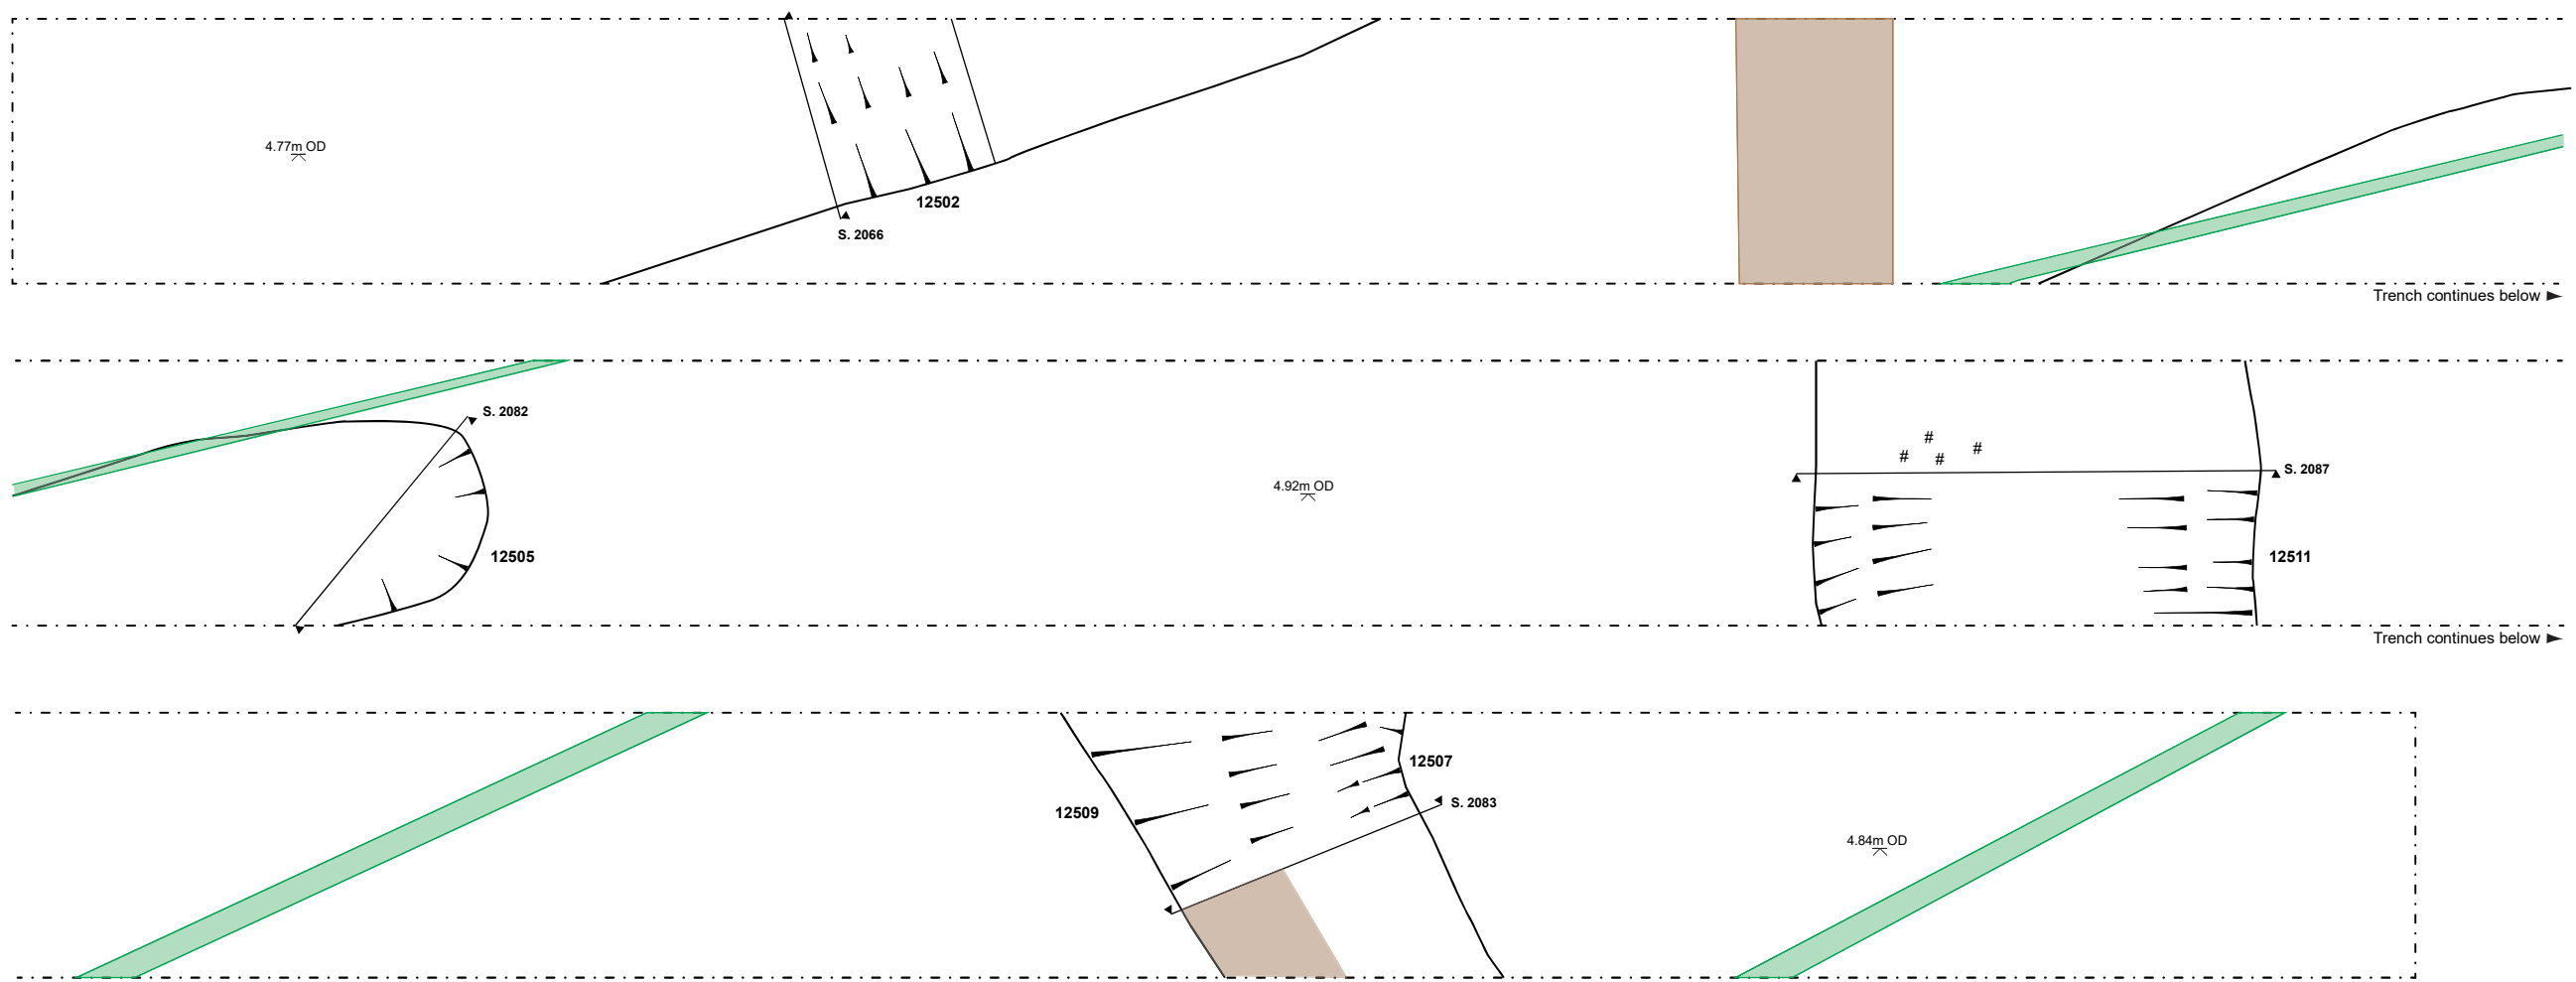 4.77m OD
12502
S. 2066
Trench continues below ►
S. 2082
12505
4.92m OD
# # # #
S. 2087
12511
Trench continues below ►
12509
12507
S. 2083
4.84m OD